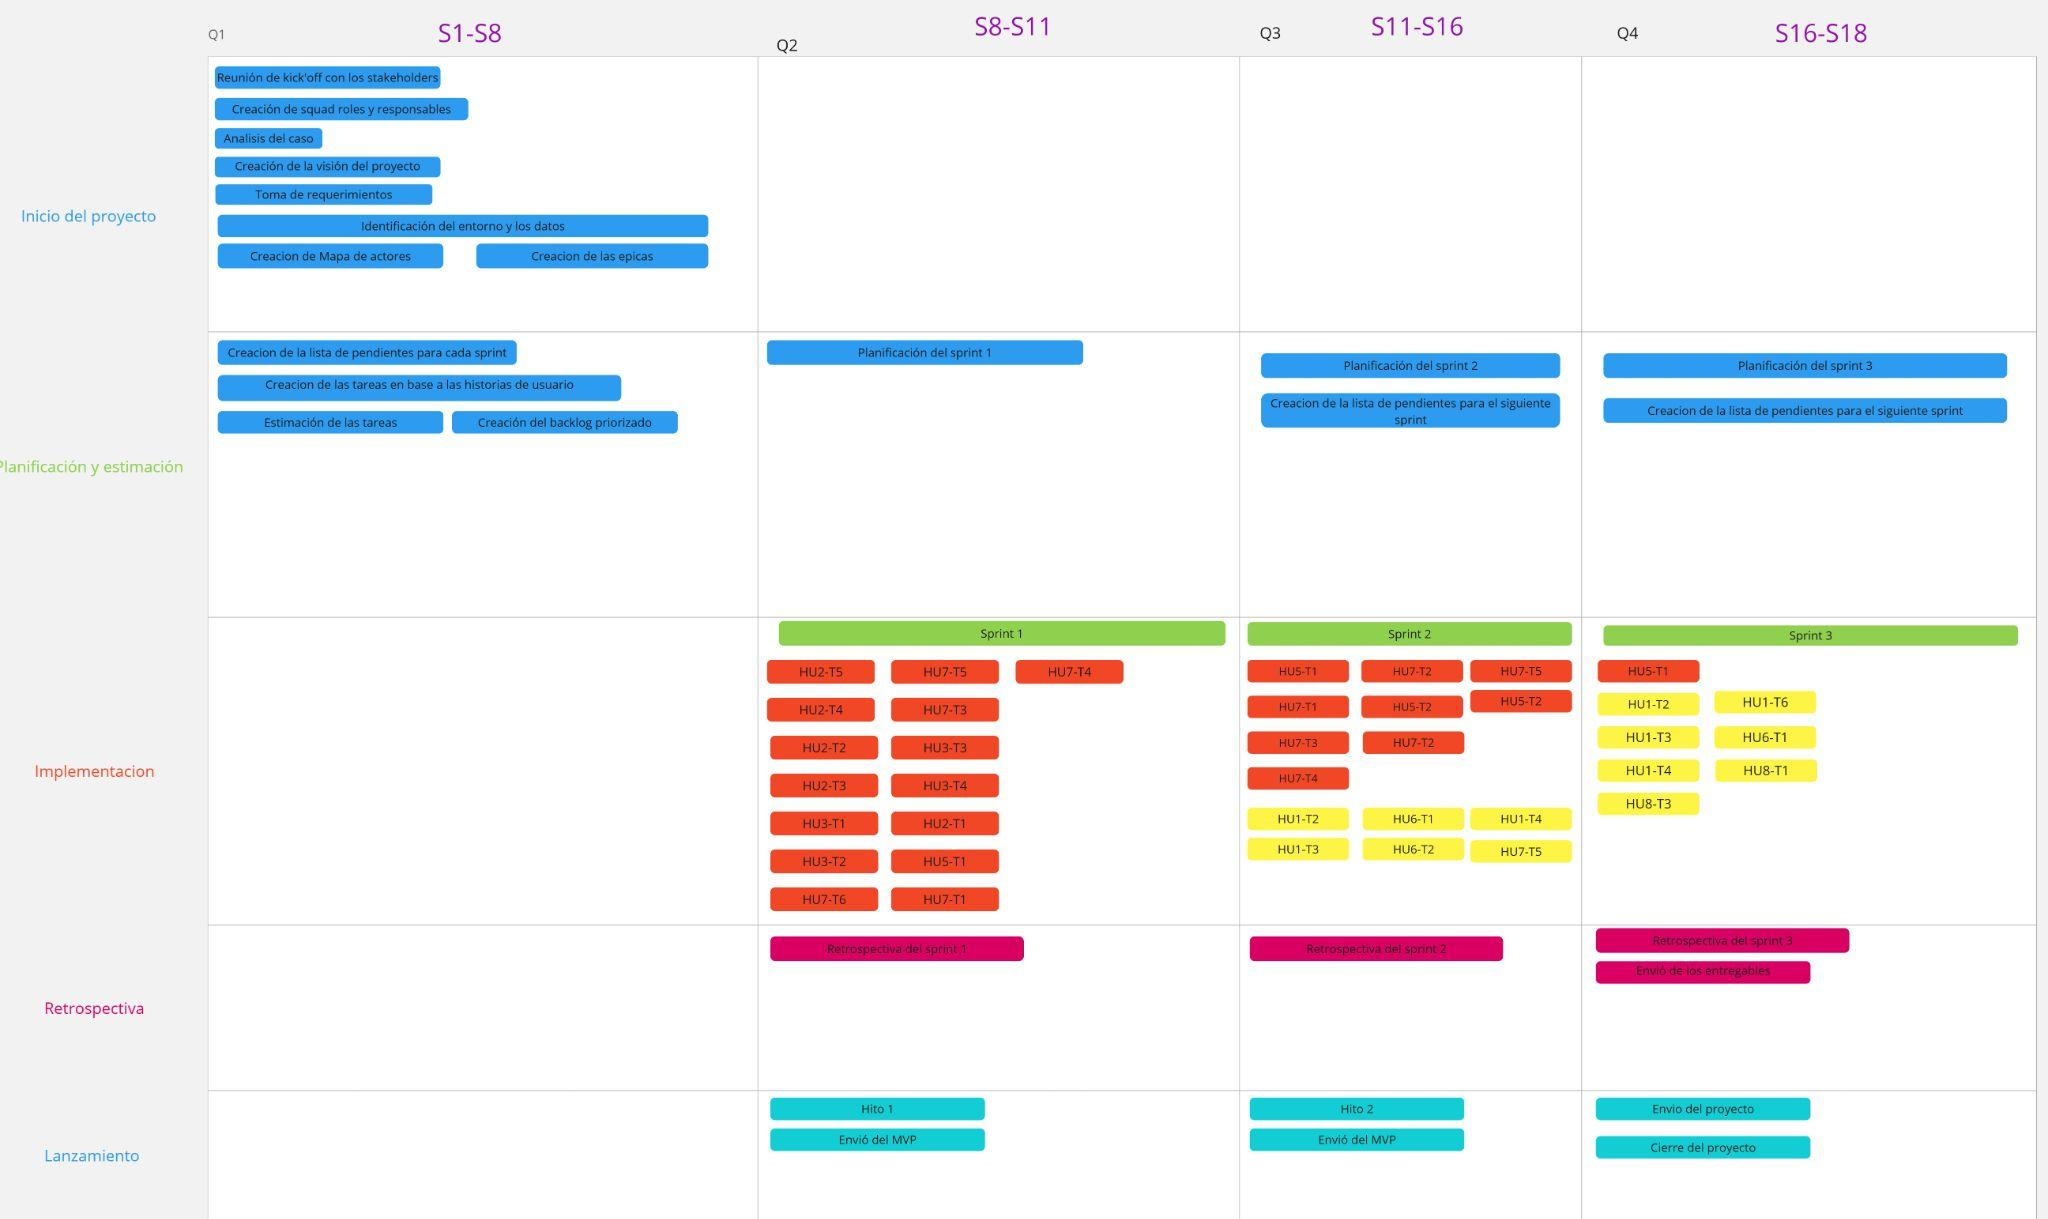 Q1
S1-S8
Q2
S8-S11
Q3
S11-S16
Q4
S16-S18
Inicio del proyecto
Reunión de kick'off con los stakeholders
Creación de squad roles y responsables
Analisis del caso
Creación de la visión del proyecto
Toma de requerimientos
Identificación del entorno y los datos
Creacion de Mapa de actores
Creacion de las epicas
Planificación y estimación
Creacion de la lista de pendientes para cada sprint
Creacion de las tareas en base a las historias de usuario
Estimación de las tareas
Creación del backlog priorizado
Planificación del sprint 1
Planificación del sprint 2
Creacion de la lista de pendientes para el siguiente
sprint
Planificación del sprint 3
Creacion de la lista de pendientes para el siguiente sprint
Implementacion
Sprint 1
HU2-T5
HU7-T5
HU7-T4
HU2-T4
HU7-T3
HU2-T2
HU3-T3
HU2-T3
HU3-T4
HU3-T1
HU2-T1
HU3-T2
HU5-T1
HU7-T6
HU7-T1
Sprint 2
HU5-T1
HU7-T2
HU7-T5
HU7-T1
HU5-T2
HU5-T2
HU7-T3
HU7-T2
HU7-T4
HU1-T2
HU6-T1
HU1-T4
HU1-T3
HU6-T2
HU7-T5
Sprint 3
HU5-T1
HU1-T2
HU1-T6
HU1-T3
HU6-T1
HU1-T4
HU8-T1
HU8-T3
Retrospectiva
Retrospectiva del sprint 1
Retrospectiva del sprint 2
Retrospectiva del sprint 3
Envió de los entregables
Lanzamiento
Hito 1
Envió del MVP
Hito 2
Envió del MVP
Envio del proyecto
Cierre del proyecto